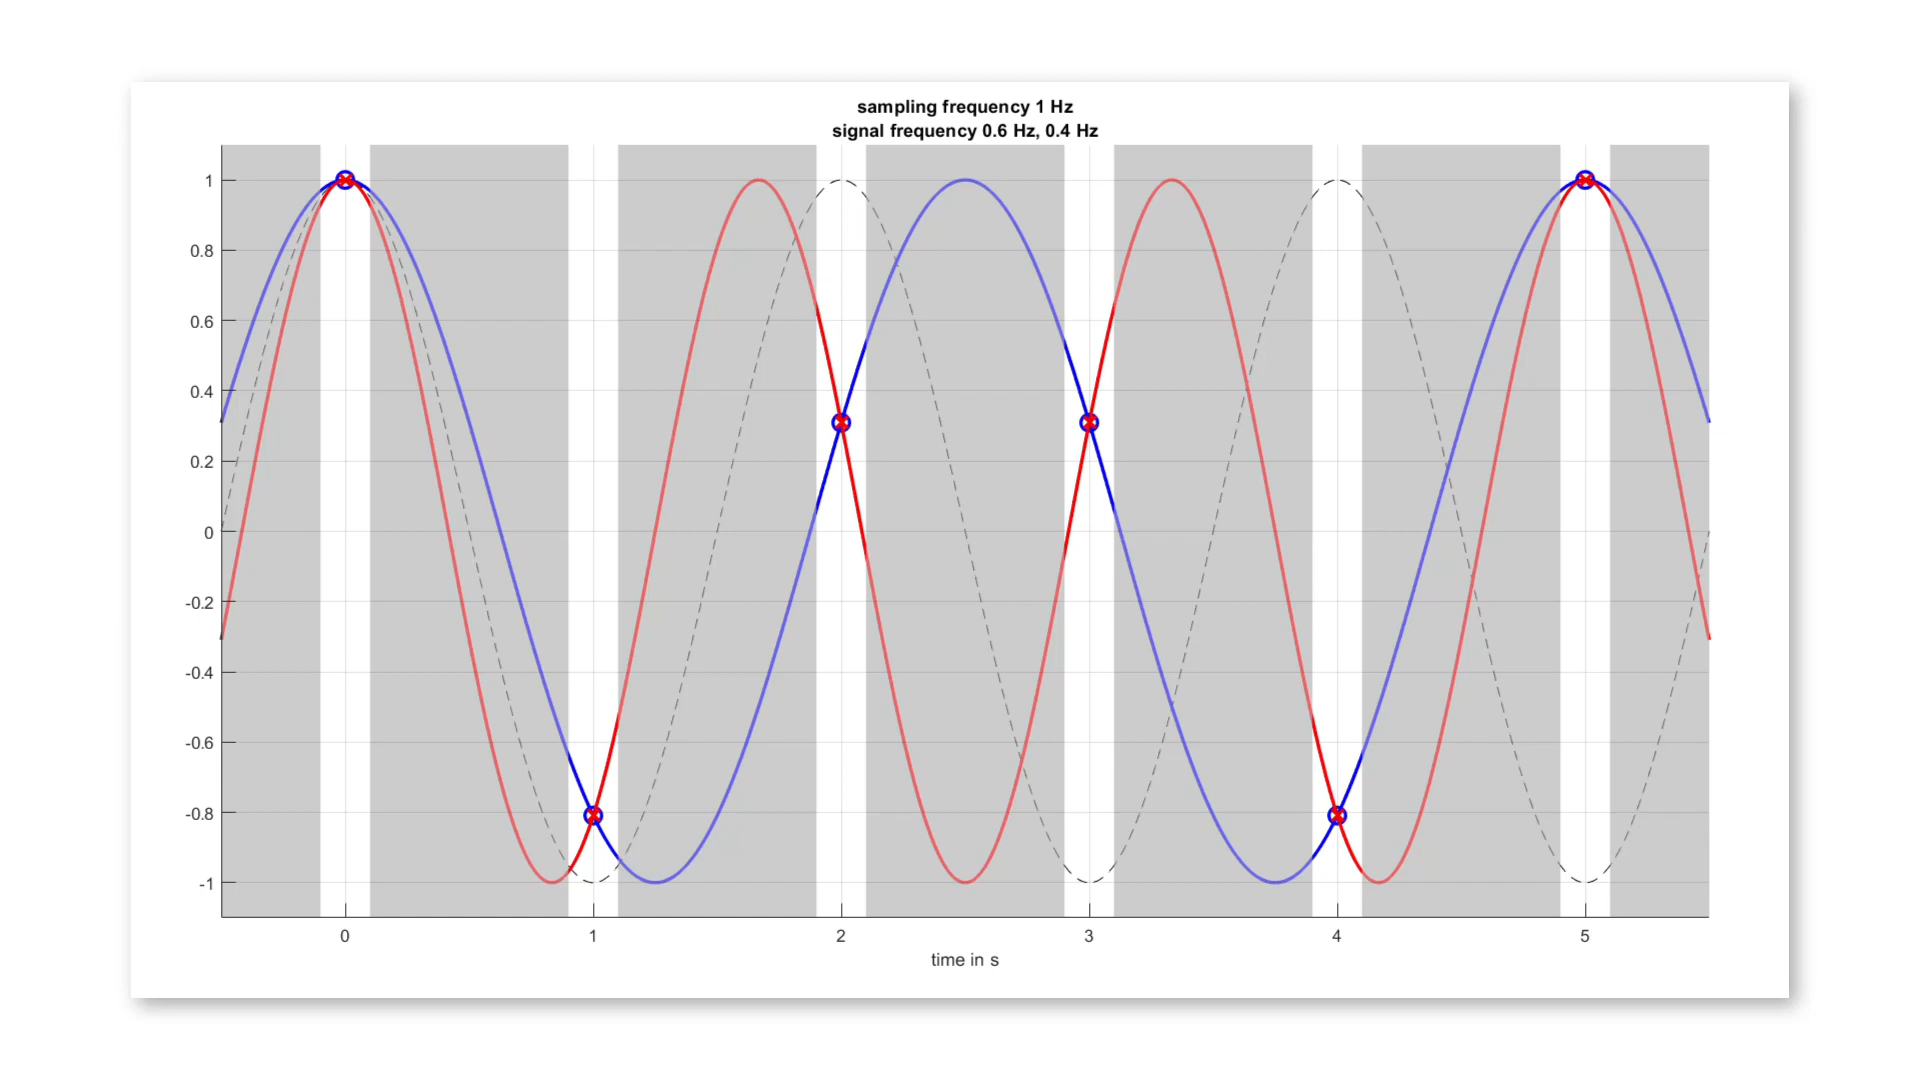 sampling frequency 1 Hz
signal frequency 0.6 Hz, 0.4 Hz
1
0.8
0.6
0.4
0.2
0
-0.2
-0.4
-0.6
-0.8
-1
0 1 2 3 4 5
time in s